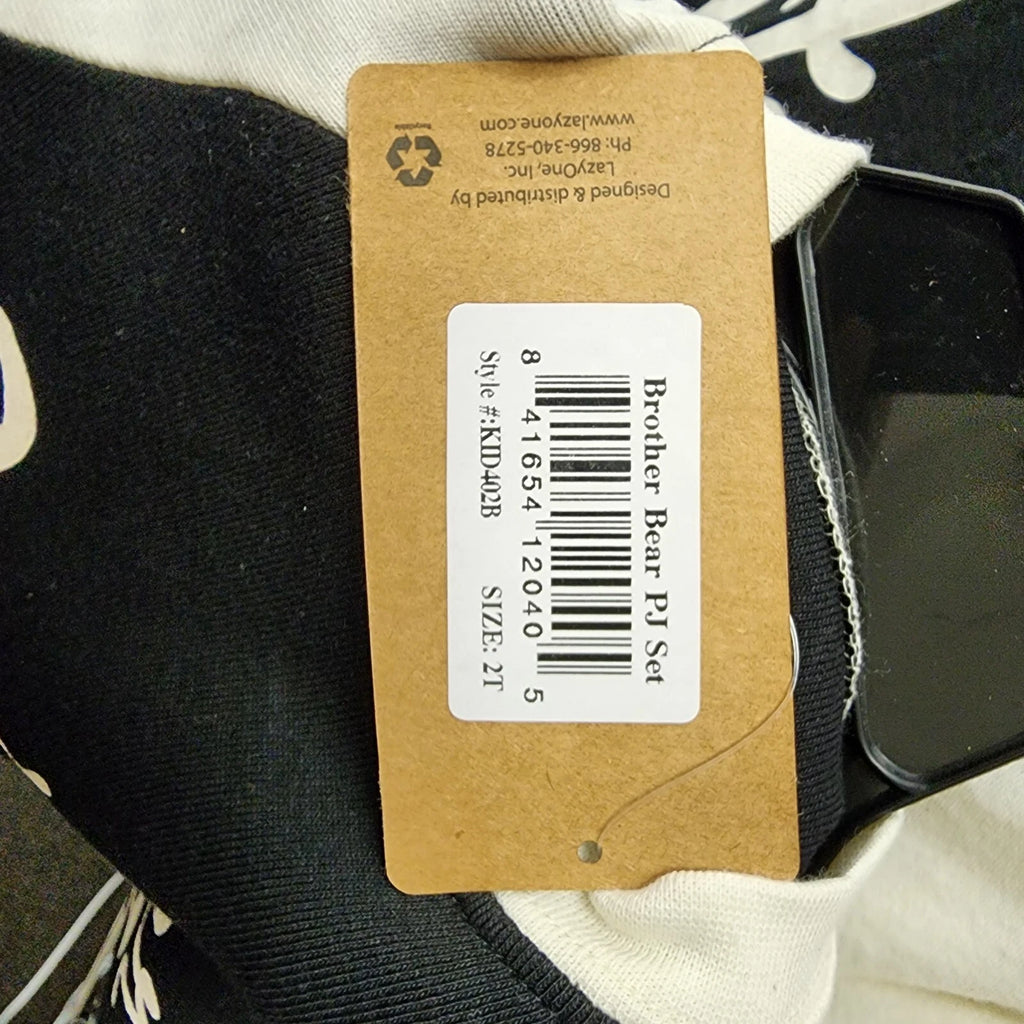 Designed & distributed by
LazyOne, Inc.
Ph: 866-340-5278
www.lazyone.com
Recyclable
Brother Bear PJ Set
8 41654 12040 5
Style #:KID402B SIZE: 2T